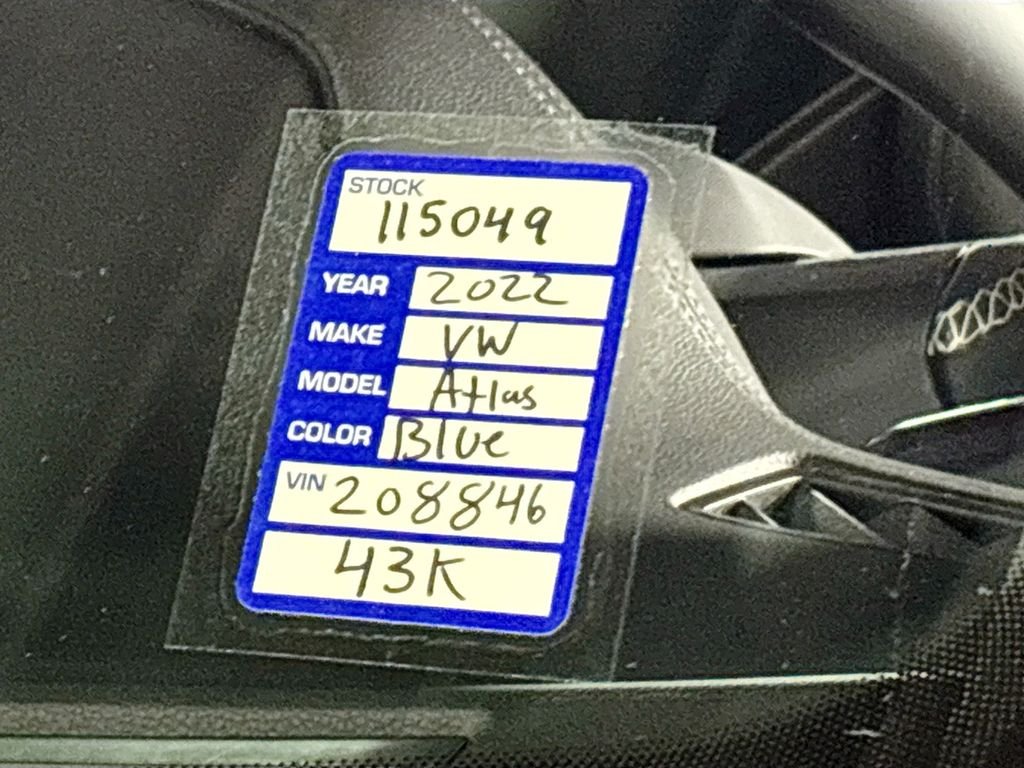 STOCK
115049
YEAR 2022
MAKE VW
MODEL Atlas
COLOR Blue
VIN 208846
43K